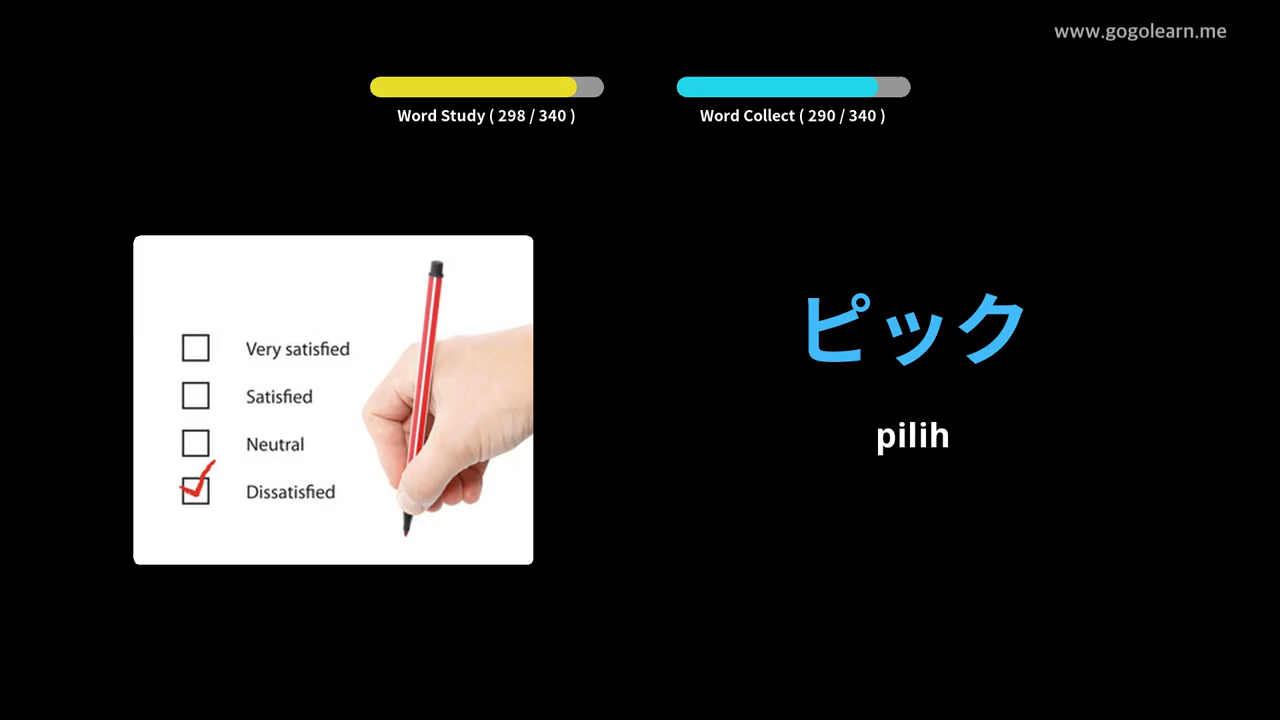 www.gogolearn.me
Word Study ( 298 / 340 )
Word Collect ( 290 / 340 )
Very satisfied
Satisfied
Neutral
Dissatisfied
ピック
pilih